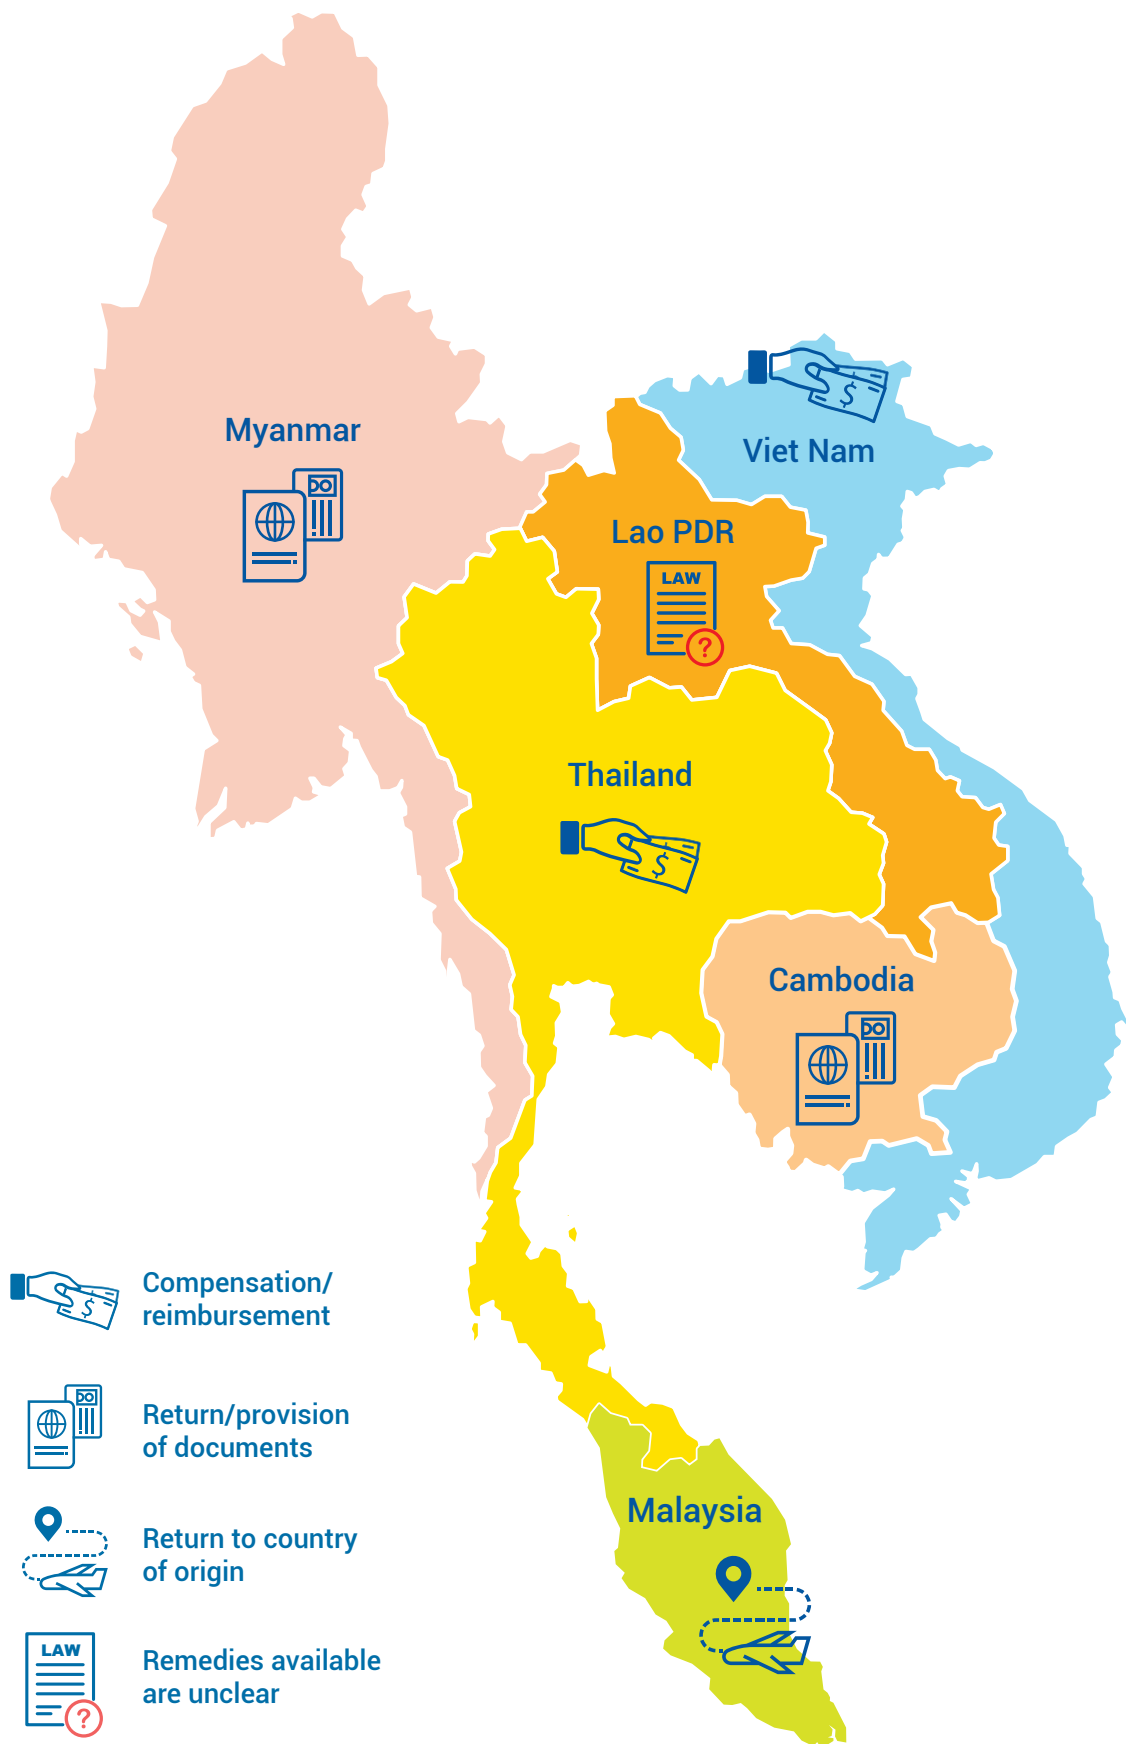 Myanmar
Viet Nam
Lao PDR
LAW
?
Thailand
$
$
Cambodia
Malaysia
$
Compensation/
reimbursement
Return/provision
of documents
Return to country
of origin
LAW
?
Remedies available
are unclear